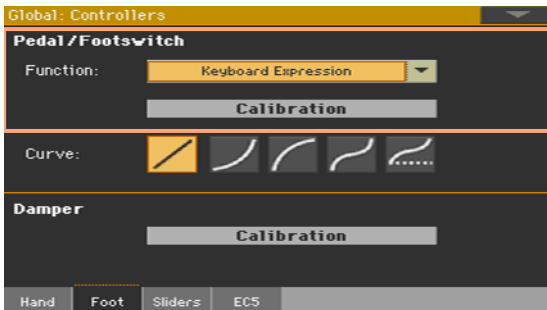 Global: Controllers
Pedal/Footswitch
Function: Keyboard Expression
Calibration
Curve:
Damper
Calibration
Hand Foot Sliders EC5